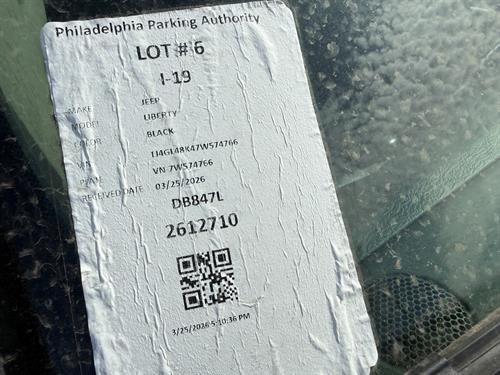 Philadelphia Parking Authority
LOT # 6
I-19
MAKE JEEP
MODEL LIBERTY
COLOR BLACK
VIN 1J4GL48K47W574766
PLATE VN-7W574766
RECEIVED DATE 03/25/2026
DB847L
2612710
3/25/2026 5:10:36 PM